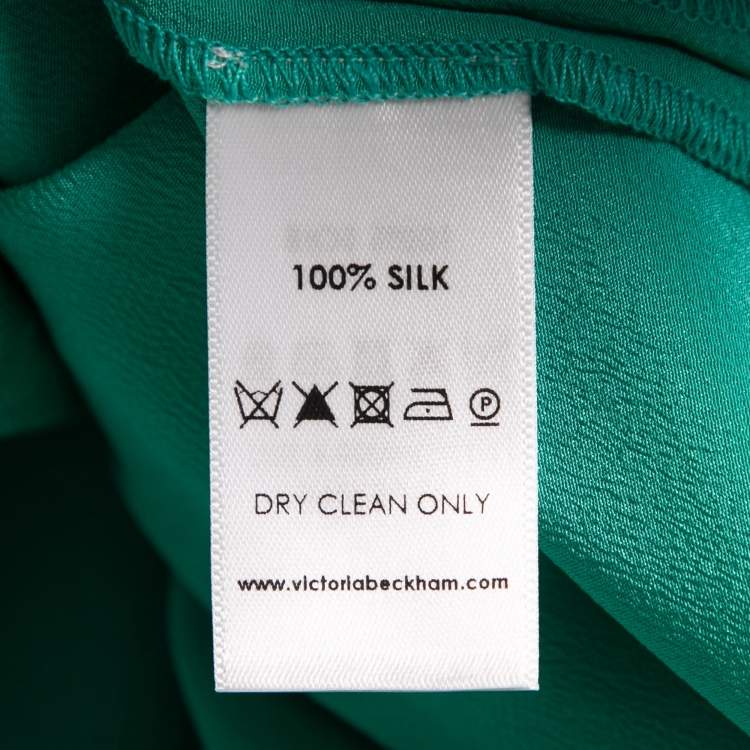 100% SILK
P
DRY CLEAN ONLY
www.victoriabeckham.com